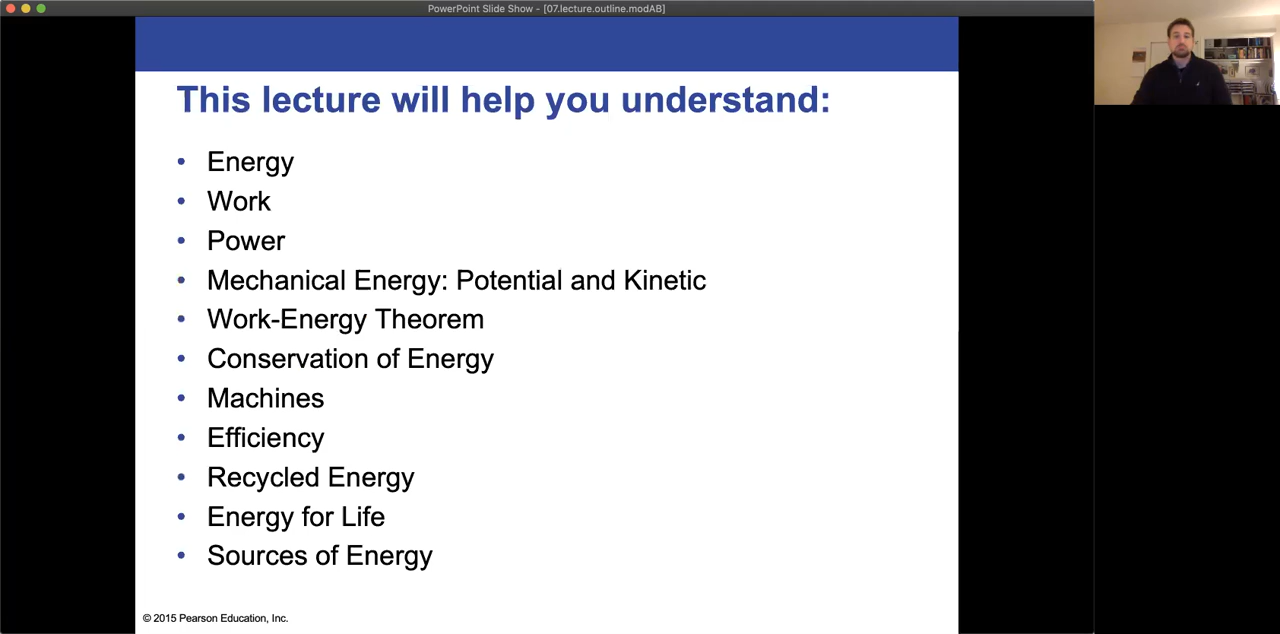 PowerPoint Slide Show - [07.lecture.outline.modAB]
This lecture will help you understand:
• Energy
• Work
• Power
• Mechanical Energy: Potential and Kinetic
• Work-Energy Theorem
• Conservation of Energy
• Machines
• Efficiency
• Recycled Energy
• Energy for Life
• Sources of Energy
© 2015 Pearson Education, Inc.